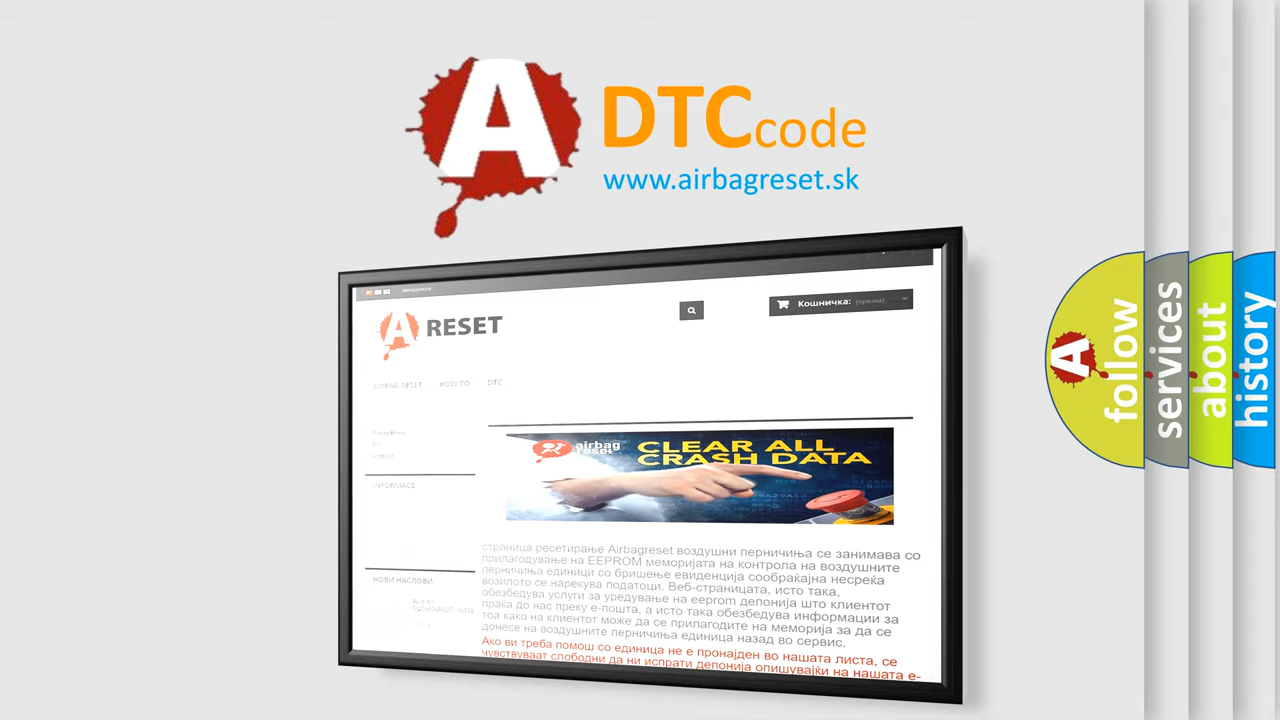 A
DTCcode
www.airbagreset.sk
A RESET
Кошничка: (празна)
AIRBAG RESET HOW TO DTC
INFORMACE
НОВИ НАСЛОВИ
airbag
reset
CLEAR ALL
CRASH DATA
страница ресетирање Airbagreset воздушни перничиња се занимава со
прилагодување на EEPROM меморијата на контрола на воздушните
перничиња единици со бришење евиденција сообраќајна несреќа
возилото се нарекува податоци. Веб-страницата, исто така,
обезбедува услуги за уредување на eeprom депонија што клиентот
праќа до нас преку е-пошта, а исто така обезбедува информации за
тоа како на клиентот може да се прилагодите на меморија за да се
донесе на воздушните перничиња единица назад во сервис.
Ако ви треба помош со единица не е пронајден во нашата листа, се
чувствуваат слободни да ни испрати депонија опишувајќи на нашата е-
A
follow
services
about
history